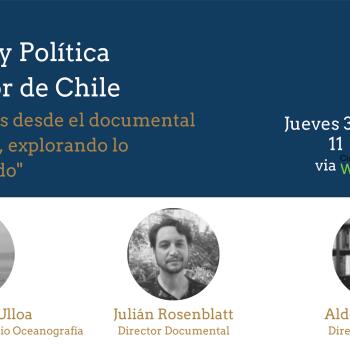 y Política
r de Chile
s desde el documental
, explorando lo
do"
Jueves 3
11
via
Ulloa
io Oceanografía
Julián Rosenblatt
Director Documental
Ald
Dire